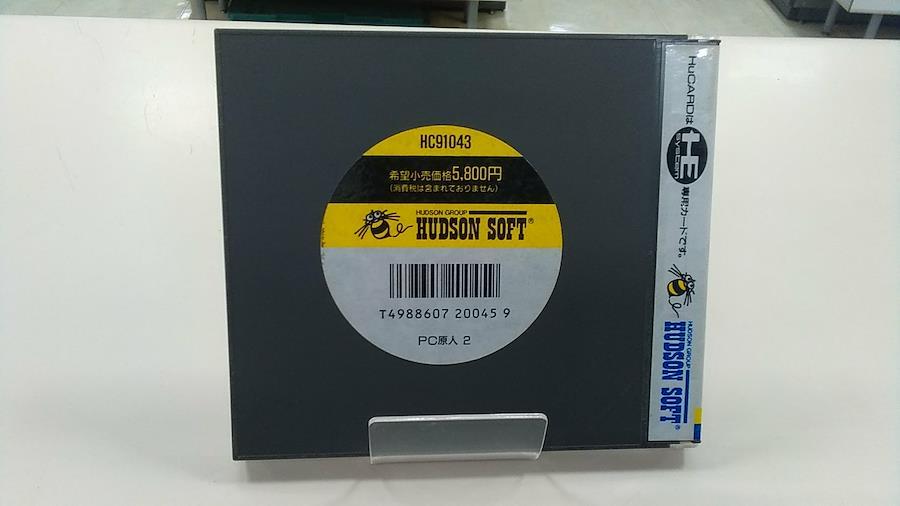 HC91043
希望小売価格5,800円
(消費税は含まれておりません)
HUDSON GROUP
HUDSON SOFT®
T4988607 20045 9
PC原人 2
HuCARDは
HE
SYSTEM
専用カードです。
HUDSON GROUP
HUDSON SOFT®